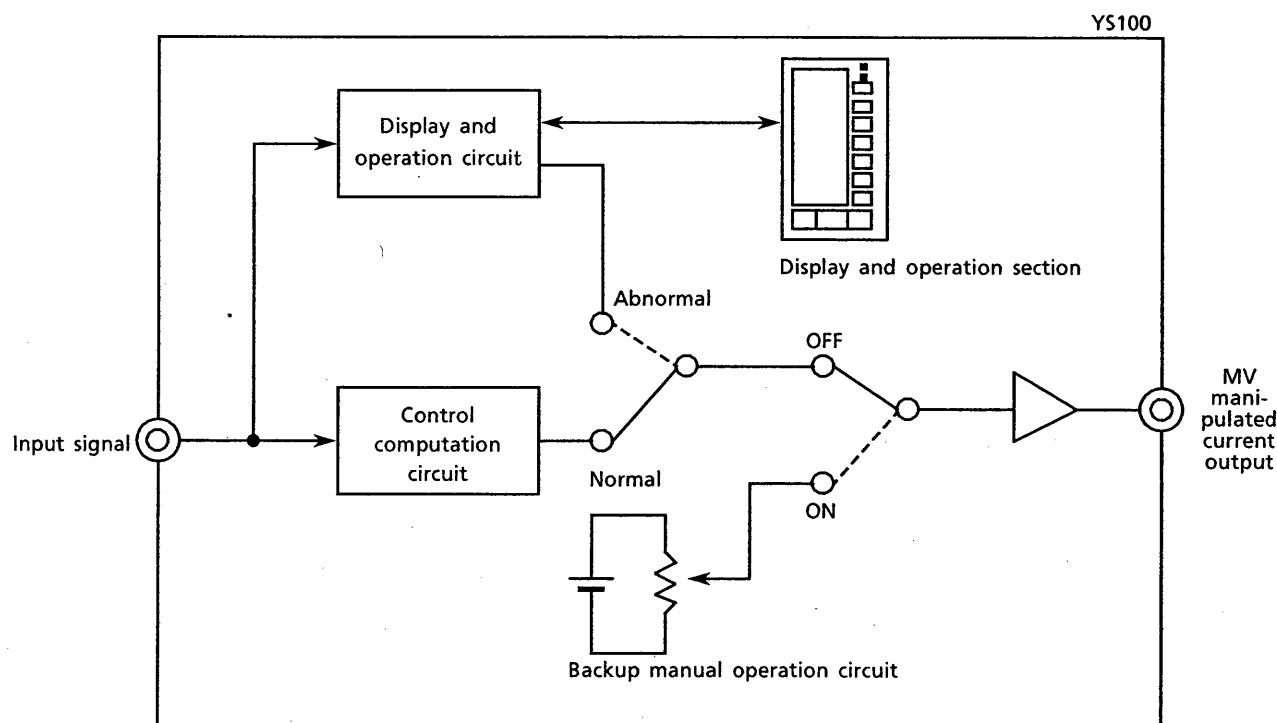 YS100
Display and
operation circuit
Display and operation section
Abnormal
OFF
Input signal
Control
computation
circuit
Normal
ON
MV
mani-
pulated
current
output
Backup manual operation circuit